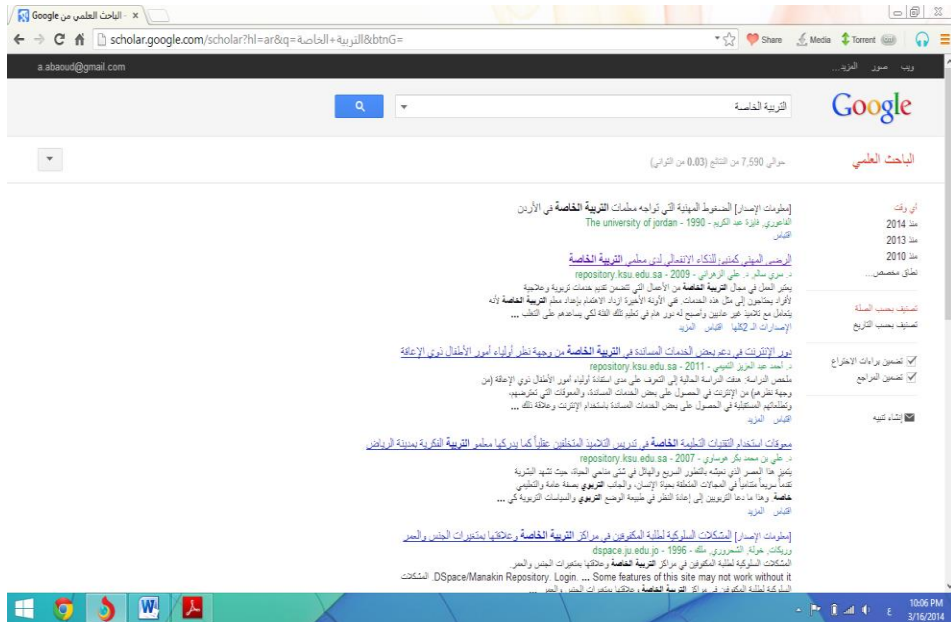 الباحث العلمي من Google
scholar.google.com/scholar?hl=ar&q=التربية+الخاصة&btnG=
Share
Media
Torrent
ويب صور المزيد...
a.abaoud@gmail.com
Google
التربية الخاصة
الباحث العلمي
حوالي 7,590 من النتائج (0.03 من الثواني)
أي وقت
منذ 2014
منذ 2013
منذ 2010
نطاق مخصص...
تصنيف بحسب الصلة
تصنيف بحسب التاريخ
تضمين براءات الاختراع
تضمين المراجع
إنشاء تنبيه
[معلومات الإصدار] الضغوط المهنية التي تواجه معلمات التربية الخاصة في الأردن
الفاعوري, فايزة عبد الكريم - 1990 - The university of jordan
اقتباس
الرضى المهني كمنبئ للذكاء الانفعالي لدى معلمي التربية الخاصة
د. سري سالم, د. علي الزهراني - 2009 - repository.ksu.edu.sa
يعتبر العمل في مجال التربية الخاصة من الأعمال التي تتضمن تقديم خدمات تربوية وعلاجية
لأفراد يحتاجون إلى مثل هذه الخدمات. ففي الآونة الأخيرة ازداد الاهتمام بإعداد معلم التربية الخاصة لأنه
يتعامل مع تلاميذ غير عاديين وأصبح له دور هام في تعليم تلك الفئة لكي يساعدهم على التغلب ...
الإصدارات الـ 2كلها اقتباس المزيد
دور الإنترنت في دعم بعض الخدمات المساندة في التربية الخاصة من وجهة نظر أولياء أمور الأطفال ذوي الإعاقة
د. أحمد عبد العزيز التميمي - 2011 - repository.ksu.edu.sa
ملخص الدراسة: هدفت الدراسة الحالية إلى التعرف على مدى استفادة أولياء أمور الأطفال ذوي الإعاقة (من
وجهة نظرهم) من الإنترنت في الحصول على بعض الخدمات المساندة، والمعوقات التي تعترضهم،
وتطلعاتهم المستقبلية في الحصول على بعض الخدمات المساندة باستخدام الإنترنت وعلاقة ذلك ...
اقتباس المزيد
معوقات استخدام التقنيات التعليمة الخاصة في تدريس التلاميذ المتخلفين عقلياً كما يدركها معلمو التربية الفكرية بمدينة الرياض
د. علي بن محمد بكر هوساوي - 2007 - repository.ksu.edu.sa
يتميز هذا العصر الذي نعيشه بالتطور السريع والهائل في شتى مناحي الحياة، حيث تشهد البشرية
تقدماً سريعاً متنامياً في المجالات المتعلقة بحياة الإنسان، والجانب التربوي بصفة عامة والتعليمي
خاصة. وهذا ما دعا التربويين إلى إعادة النظر في طبيعة الوضع التربوي والسياسات التربوية كي ...
اقتباس المزيد
[معلومات الإصدار] المشكلات السلوكية لطلبة المكفوفين في مراكز التربية الخاصة وعلاقتها بمتغيرات الجنس والعمر
وريكات, خولة, الشحروري, ملك - 1996 - dspace.ju.edu.jo
المشكلات السلوكية لطلبة المكفوفين في مراكز التربية الخاصة وعلاقتها بمتغيرات الجنس والعمر.
DSpace/Manakin Repository. Login. ... Some features of this site may not work without it. المشكلات
السلوكية لطلبة المكفوفين في مراكز التربية الخاصة وعلاقتها بمتغيرات الجنس والعمر ...
ع
10:06 PM
3/16/2014